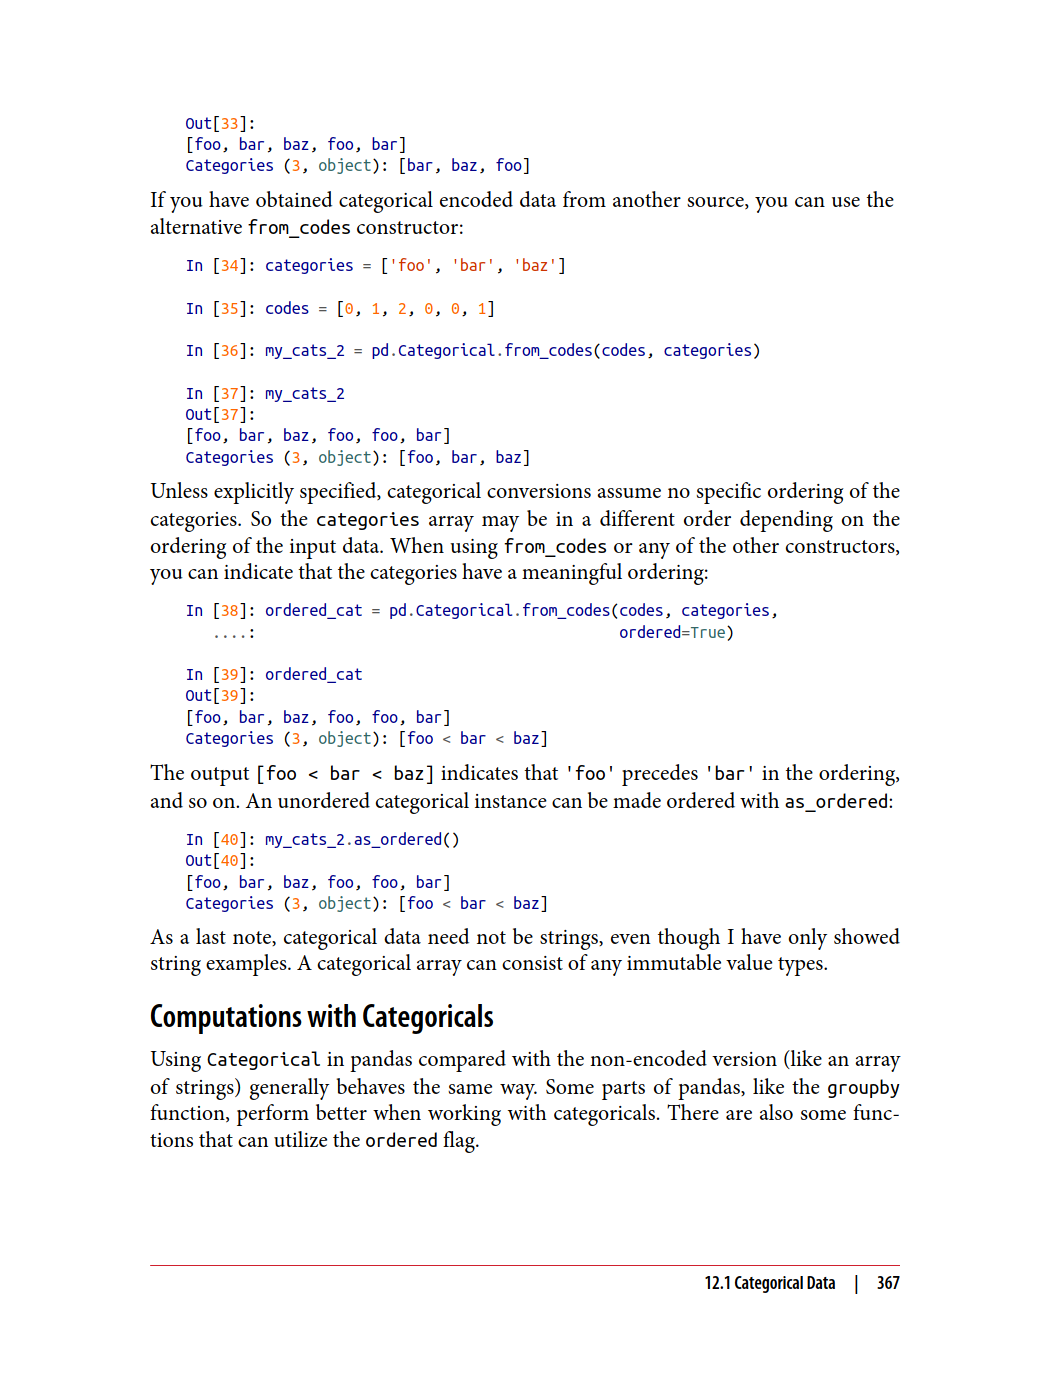 Out[33]:
[foo, bar, baz, foo, bar]
Categories (3, object): [bar, baz, foo]
If you have obtained categorical encoded data from another source, you can use the
alternative from_codes constructor:
In [34]: categories = ['foo', 'bar', 'baz']
In [35]: codes = [0, 1, 2, 0, 0, 1]
In [36]: my_cats_2 = pd.Categorical.from_codes(codes, categories)
In [37]: my_cats_2
Out[37]:
[foo, bar, baz, foo, foo, bar]
Categories (3, object): [foo, bar, baz]
Unless explicitly specified, categorical conversions assume no specific ordering of the
categories. So the categories array may be in a different order depending on the
ordering of the input data. When using from_codes or any of the other constructors,
you can indicate that the categories have a meaningful ordering:
In [38]: ordered_cat = pd.Categorical.from_codes(codes, categories,
....: ordered=True)
In [39]: ordered_cat
Out[39]:
[foo, bar, baz, foo, foo, bar]
Categories (3, object): [foo < bar < baz]
The output [foo < bar < baz] indicates that 'foo' precedes 'bar' in the ordering,
and so on. An unordered categorical instance can be made ordered with as_ordered:
In [40]: my_cats_2.as_ordered()
Out[40]:
[foo, bar, baz, foo, foo, bar]
Categories (3, object): [foo < bar < baz]
As a last note, categorical data need not be strings, even though I have only showed
string examples. A categorical array can consist of any immutable value types.
Computations with Categoricals
Using Categorical in pandas compared with the non-encoded version (like an array
of strings) generally behaves the same way. Some parts of pandas, like the groupby
function, perform better when working with categoricals. There are also some func-
tions that can utilize the ordered flag.
12.1 Categorical Data | 367